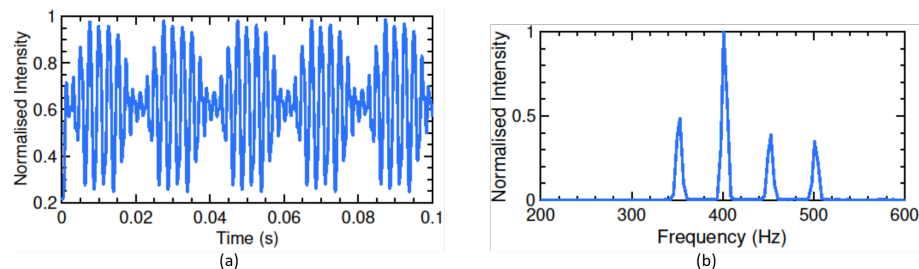 Normalised Intensity
1
0.8
0.6
0.4
0.2
0 0.02 0.04 0.06 0.08 0.1
Time (s)
(a)
Normalised Intensity
1
0.5
0
200 300 400 500 600
Frequency (Hz)
(b)